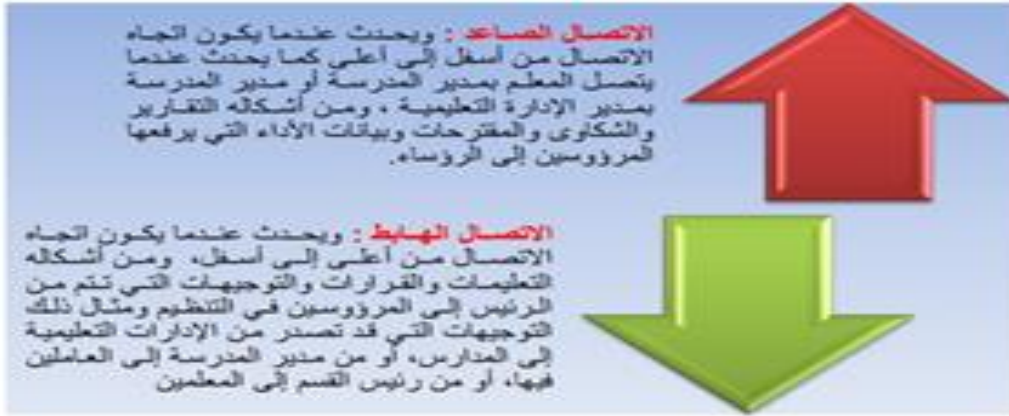 الاتصال الصاعد : ويحدث عندما يكون اتجاه
الاتصال من أسفل إلى أعلى كما يحدث عندما
يتصل المعلم بمدير المدرسة أو مدير المدرسة
بمدير الإدارة التعليمية ، ومن أشكاله التقارير
والشكاوى والمقترحات وبيانات الأداء التي يرفعها
المرؤوسين إلى الرؤساء.
الاتصال الهابط : ويحدث عندما يكون اتجاه
الاتصال من أعلى إلى أسفل، ومن أشكاله
التعليمات والقرارات والتوجيهات التي تتم من
الرئيس إلى المرؤوسين في التنظيم ومثال ذلك
التوجيهات التي قد تصدر من الإدارات التعليمية
إلى المدارس، أو من مدير المدرسة إلى العاملين
فيها، أو من رئيس القسم إلى المعلمين